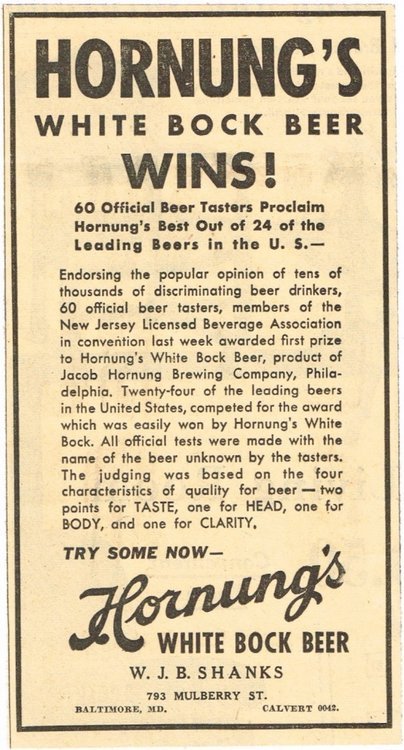 HORNUNG'S
WHITE BOCK BEER
WINS!
60 Official Beer Tasters Proclaim
Hornung's Best Out of 24 of the
Leading Beers in the U. S.—
Endorsing the popular opinion of tens of
thousands of discriminating beer drinkers,
60 official beer tasters, members of the
New Jersey Licensed Beverage Association
in convention last week awarded first prize
to Hornung's White Bock Beer, product of
Jacob Hornung Brewing Company, Phila-
delphia. Twenty-four of the leading beers
in the United States, competed for the award
which was easily won by Hornung's White
Bock. All official tests were made with the
name of the beer unknown by the tasters.
The judging was based on the four
characteristics of quality for beer — two
points for TASTE, one for HEAD, one for
BODY, and one for CLARITY.
TRY SOME NOW—
Hornung's
WHITE BOCK BEER
W. J. B. SHANKS
793 MULBERRY ST.
BALTIMORE, MD. CALVERT 0042.